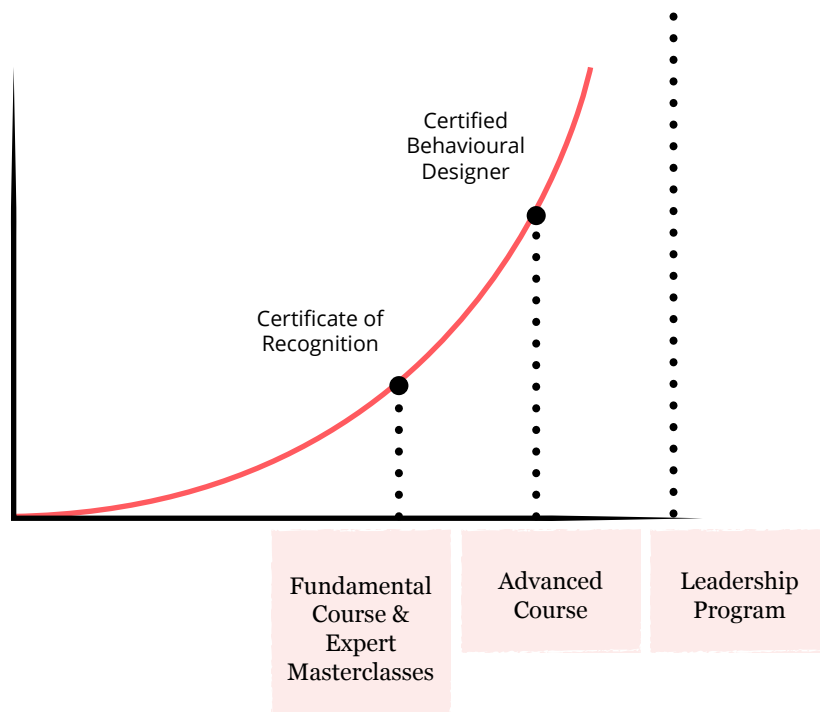 Certified
Behavioural
Designer
Certificate of
Recognition
Fundamental
Course &
Expert
Masterclasses
Advanced
Course
Leadership
Program